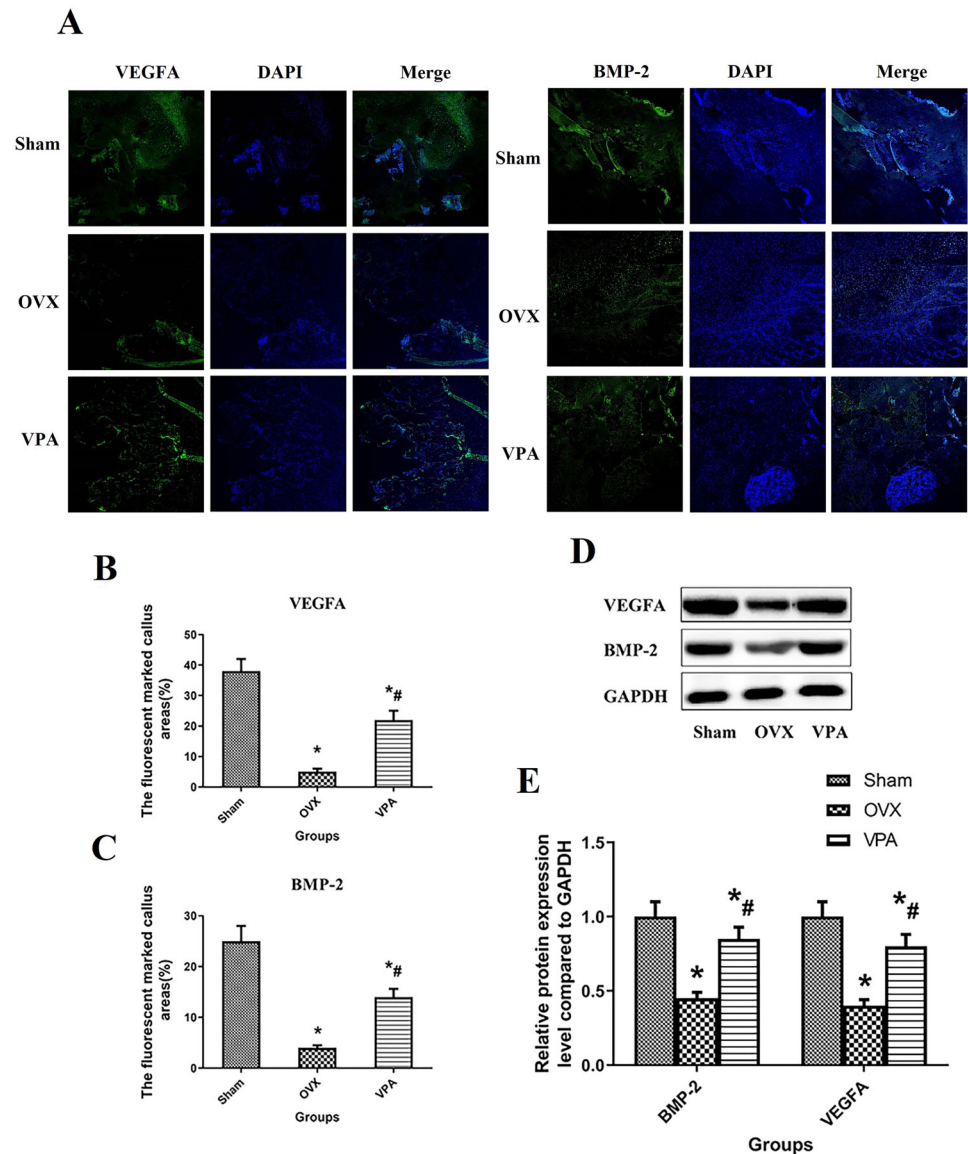 A
VEGFA DAPI Merge
Sham
OVX
VPA
BMP-2 DAPI Merge
Sham
OVX
VPA
B
VEGFA
The fluorescent marked callus
areas(%)
50
40
30
20
10
0
*
*#
Sham OVX VPA
Groups
C
BMP-2
The fluorescent marked callus
areas(%)
30
20
10
0
*
*#
Sham OVX VPA
Groups
D
VEGFA
BMP-2
GAPDH
Sham OVX VPA
E
Sham
OVX
VPA
Relative protein expression
level compared to GAPDH
1.5
1.0
0.5
0.0
*
*#
*
*#
BMP-2 VEGFA
Groups